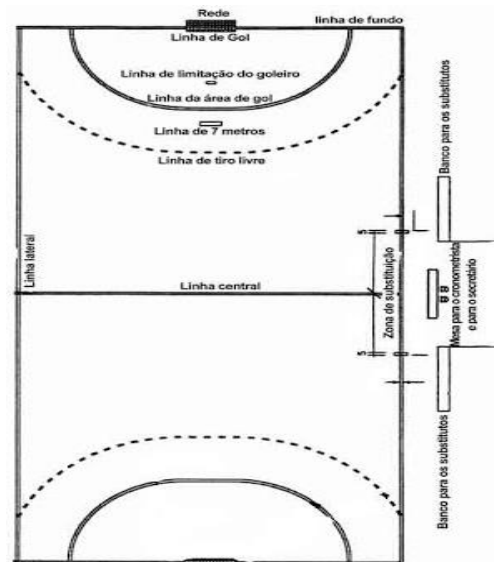 Rede
linha de fundo
Linha de Gol
Linha de limitação do goleiro
Linha da área de gol
Linha de 7 metros
Linha de tiro livre
Banco para os substitutos
Linha lateral
5
Zona de substituição
Mesa para o cronometrista
e para o secretário
Linha central
5
Banco para os substitutos